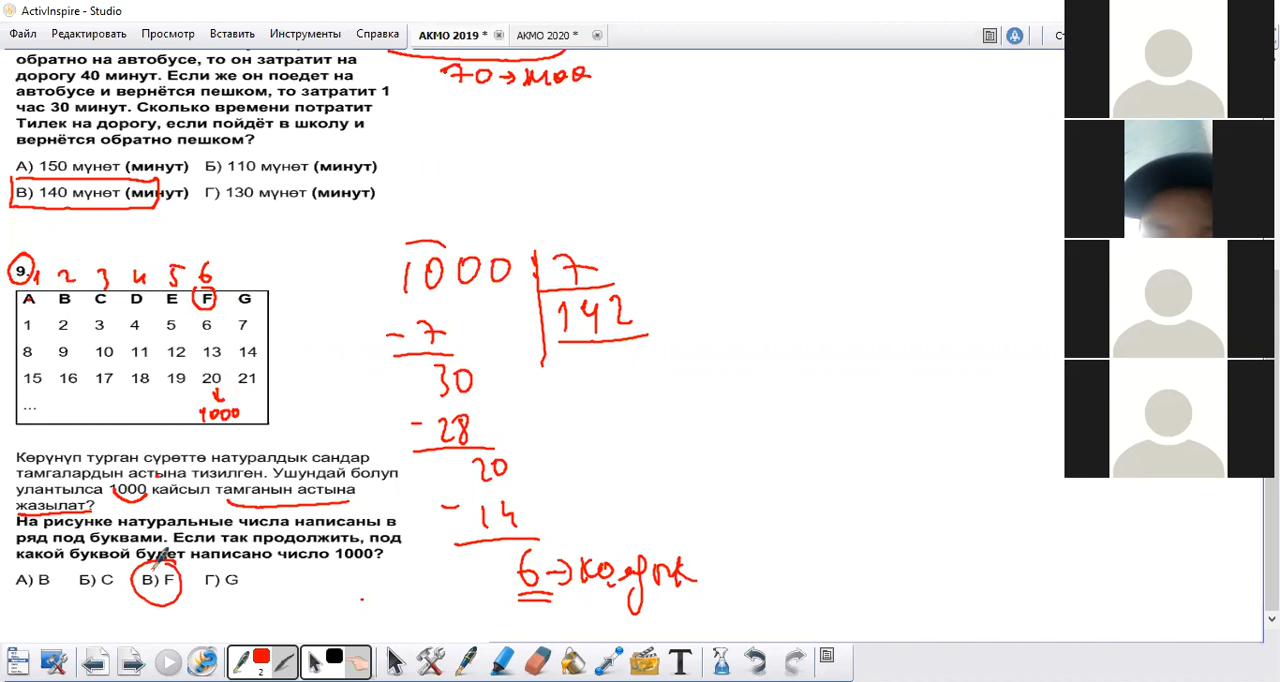 ActivInspire - Studio
Файл Редактировать Просмотр Вставить Инструменты Справка
АКМО 2019 * АКМО 2020 *
обратно на автобусе, то он затратит на
дорогу 40 минут. Если же он поедет на
автобусе и вернётся пешком, то затратит 1
час 30 минут. Сколько времени потратит
Тилек на дорогу, если пойдёт в школу и
вернётся обратно пешком?
А) 150 мүнөт (минут) Б) 110 мүнөт (минут)
В) 140 мүнөт (минут) Г) 130 мүнөт (минут)
70 →
9.
1 2 3 4 5 6
A B C D E F G
1 2 3 4 5 6 7
8 9 10 11 12 13 14
15 16 17 18 19 20 21
...
↓
1000
Көрүнүп турган сүрөттө натуралдык сандар
тамгалардын астына тизилген. Ушундай болуп
улантылса 1000 кайсыл тамганын астына
жазылат?
На рисунке натуральные числа написаны в
ряд под буквами. Если так продолжить, под
какой буквой будет написано число 1000?
А) B Б) C В) F Г) G
1000 7
142
- 7
30
- 28
20
- 14
6 → калдык
2